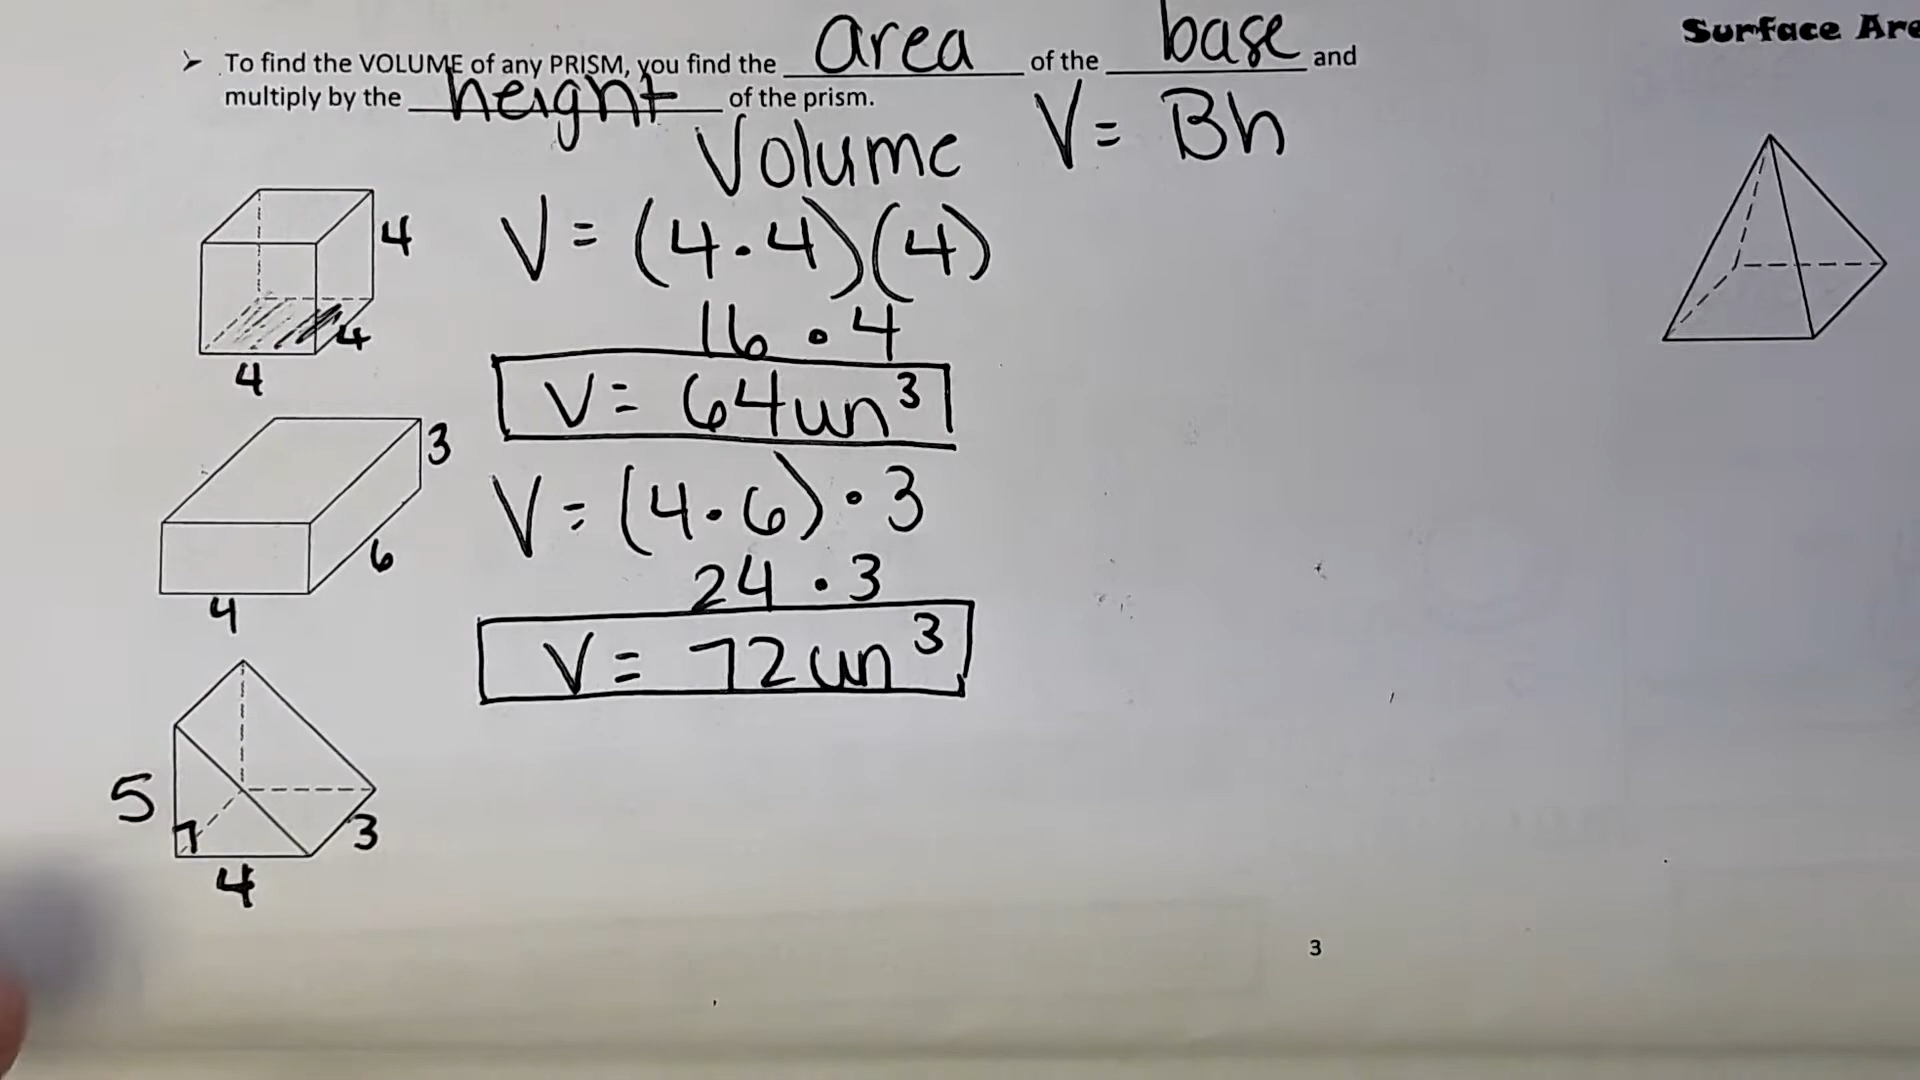 ➢ To find the VOLUME of any PRISM, you find the area of the base and
multiply by the height of the prism.
V = Bh
Volume
4
4
4
V = (4 · 4)(4)
16 · 4
V = 64un³
3
6
4
V = (4 · 6) · 3
24 · 3
V = 72un³
5
3
4
3
Surface Are